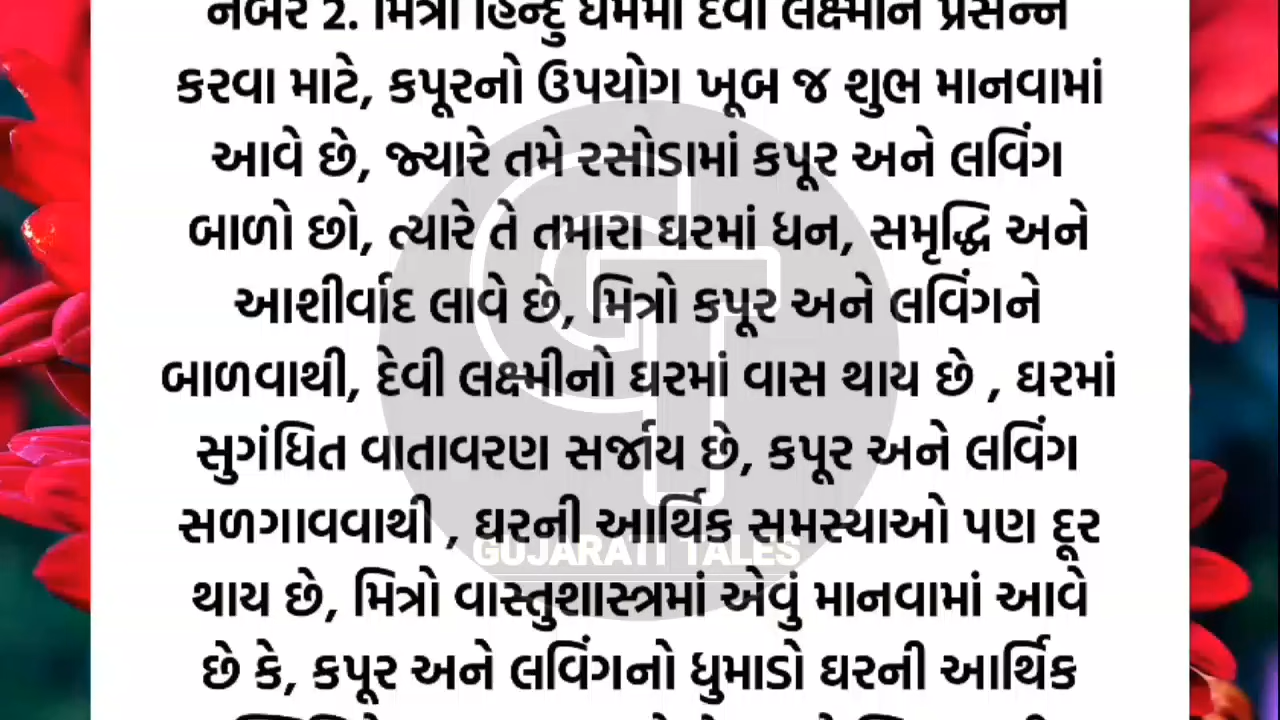 નંબર 2. મિત્રો હિન્દુ ધર્મમાં દેવી લક્ષ્મીને પ્રસન્ન
કરવા માટે, કપૂરનો ઉપયોગ ખૂબ જ શુભ માનવામાં
આવે છે, જ્યારે તમે રસોડામાં કપૂર અને લવિંગ
બાળો છો, ત્યારે તે તમારા ઘરમાં ધન, સમૃદ્ધિ અને
આશીર્વાદ લાવે છે, મિત્રો કપૂર અને લવિંગને
બાળવાથી, દેવી લક્ષ્મીનો ઘરમાં વાસ થાય છે , ઘરમાં
સુગંધિત વાતાવરણ સર્જાય છે, કપૂર અને લવિંગ
સળગાવવાથી , ઘરની આર્થિક સમસ્યાઓ પણ દૂર
GUJARATI TALES
થાય છે, મિત્રો વાસ્તુશાસ્ત્રમાં એવું માનવામાં આવે
છે કે, કપૂર અને લવિંગનો ધુમાડો ઘરની આર્થિક